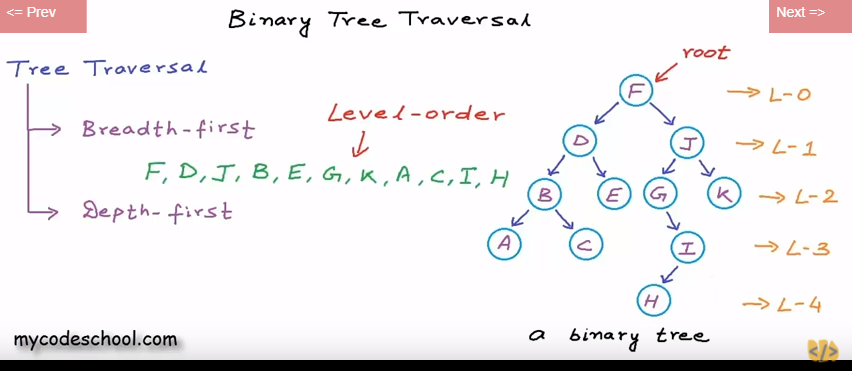 <= Prev
Next =>
Binary Tree Traversal
Tree Traversal
root
F
L-0
Level-order
Breadth-first
D
J
L-1
F, D, J, B, E, G, K, A, C, I, H
B
E
G
K
L-2
Depth-first
A
C
I
L-3
H
L-4
mycodeschool.com
a binary tree
</>